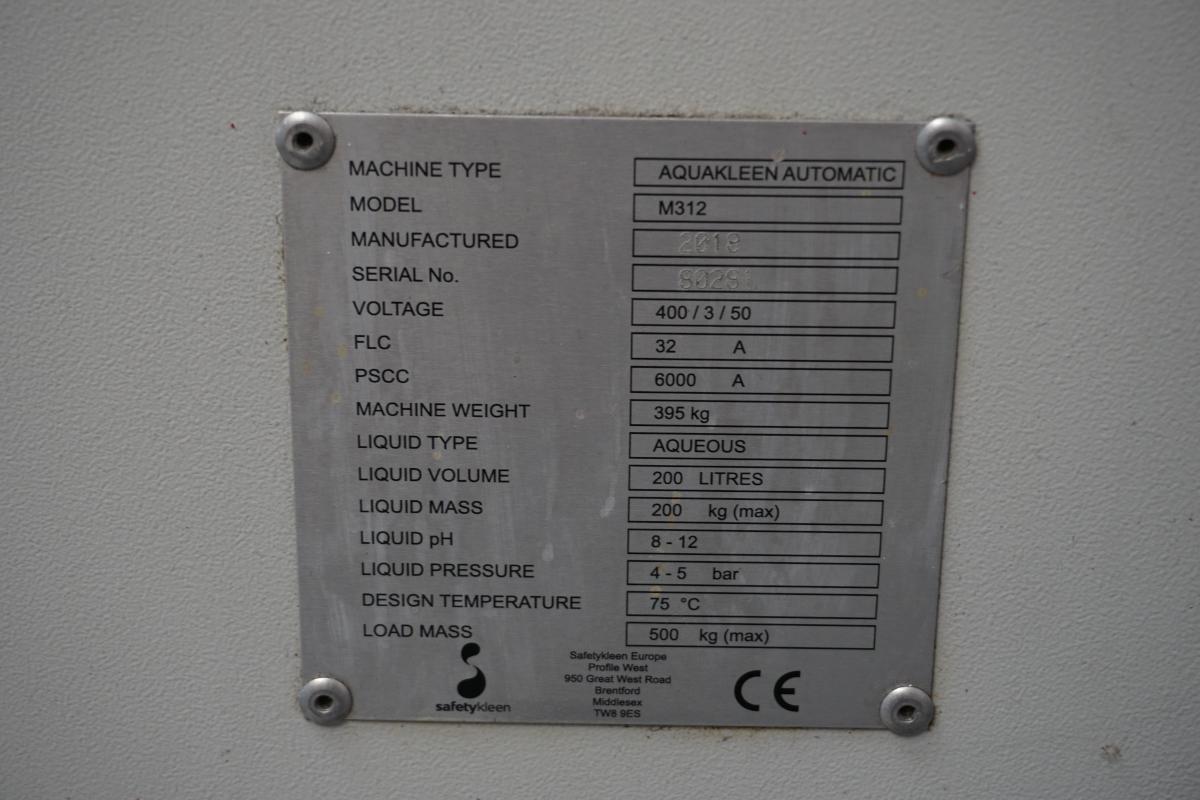 MACHINE TYPE AQUAKLEEN AUTOMATIC
MODEL M312
MANUFACTURED
SERIAL No.
VOLTAGE 400 / 3 / 50
FLC 32 A
PSCC 6000 A
MACHINE WEIGHT 395 kg
LIQUID TYPE AQUEOUS
LIQUID VOLUME 200 LITRES
LIQUID MASS 200 kg (max)
LIQUID pH 8 - 12
LIQUID PRESSURE 4 - 5 bar
DESIGN TEMPERATURE 75 °C
LOAD MASS 500 kg (max)
safetykleen
Safetykleen Europe
Profile West
950 Great West Road
Brentford
Middlesex
TW8 9ES
CE